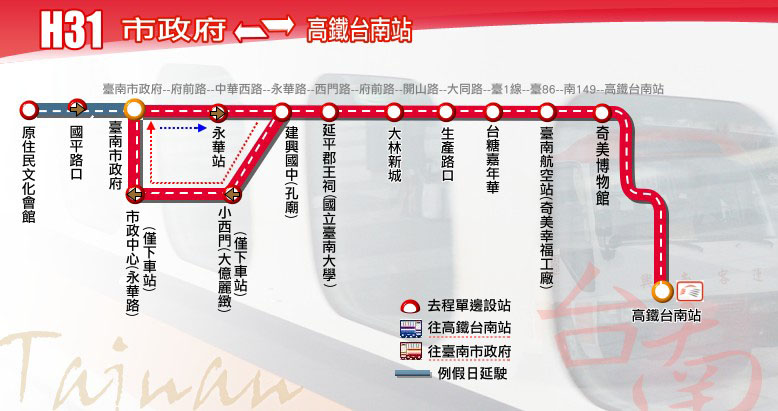 H31 市政府 高鐵台南站
臺南市政府--府前路--中華西路--永華路--西門路--府前路--開山路--大同路--臺1線--臺86--南149--高鐵台南站
原住民文化會館
國平路口
臺南市政府
永華站
建興國中(孔廟)
延平郡王祠(國立臺南大學)
大林新城
生產路口
台糖嘉年華
臺南航空站(奇美幸福工廠)
奇美博物館
市政中心(永華路)
(僅下車站)
小西門(大億麗緻)
(僅下車站)
高鐵台南站
去程單邊設站
往高鐵台南站
往臺南市政府
例假日延駛
Tainan
台南